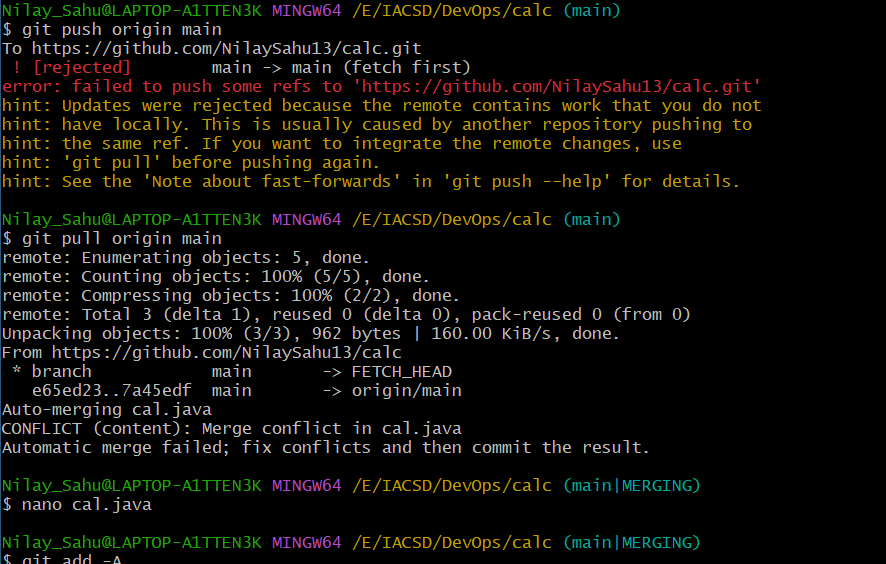 Nilay_Sahu@LAPTOP-A1TTEN3K MINGW64 /E/IACSD/DevOps/calc (main)
$ git push origin main
To https://github.com/NilaySahu13/calc.git
 ! [rejected]        main -> main (fetch first)
error: failed to push some refs to 'https://github.com/NilaySahu13/calc.git'
hint: Updates were rejected because the remote contains work that you do not
hint: have locally. This is usually caused by another repository pushing to
hint: the same ref. If you want to integrate the remote changes, use
hint: 'git pull' before pushing again.
hint: See the 'Note about fast-forwards' in 'git push --help' for details.

Nilay_Sahu@LAPTOP-A1TTEN3K MINGW64 /E/IACSD/DevOps/calc (main)
$ git pull origin main
remote: Enumerating objects: 5, done.
remote: Counting objects: 100% (5/5), done.
remote: Compressing objects: 100% (2/2), done.
remote: Total 3 (delta 1), reused 0 (delta 0), pack-reused 0 (from 0)
Unpacking objects: 100% (3/3), 962 bytes | 160.00 KiB/s, done.
From https://github.com/NilaySahu13/calc
 * branch            main       -> FETCH_HEAD
   e65ed23..7a45edf  main       -> origin/main
Auto-merging cal.java
CONFLICT (content): Merge conflict in cal.java
Automatic merge failed; fix conflicts and then commit the result.

Nilay_Sahu@LAPTOP-A1TTEN3K MINGW64 /E/IACSD/DevOps/calc (main|MERGING)
$ nano cal.java

Nilay_Sahu@LAPTOP-A1TTEN3K MINGW64 /E/IACSD/DevOps/calc (main|MERGING)
$ git add -A